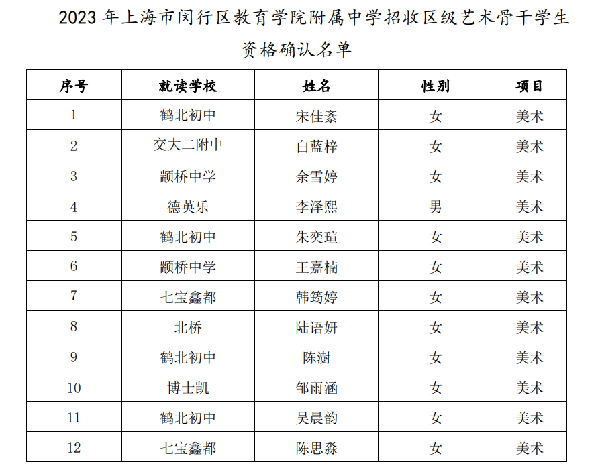 2023 年上海市闵行区教育学院附属中学招收区级艺术骨干学生
资格确认名单
序号 就读学校 姓名 性别 项目
1 鹤北初中 宋佳紊 女 美术
2 交大二附中 白蓝梓 女 美术
3 颛桥中学 余雪婷 女 美术
4 德英乐 李泽熙 男 美术
5 鹤北初中 朱奕瑄 女 美术
6 颛桥中学 王嘉楠 女 美术
7 七宝鑫都 韩筠婷 女 美术
8 北桥 陆语妍 女 美术
9 鹤北初中 陈澍 女 美术
10 博士凯 邹雨涵 女 美术
11 鹤北初中 吴晨韵 女 美术
12 七宝鑫都 陈思淼 女 美术